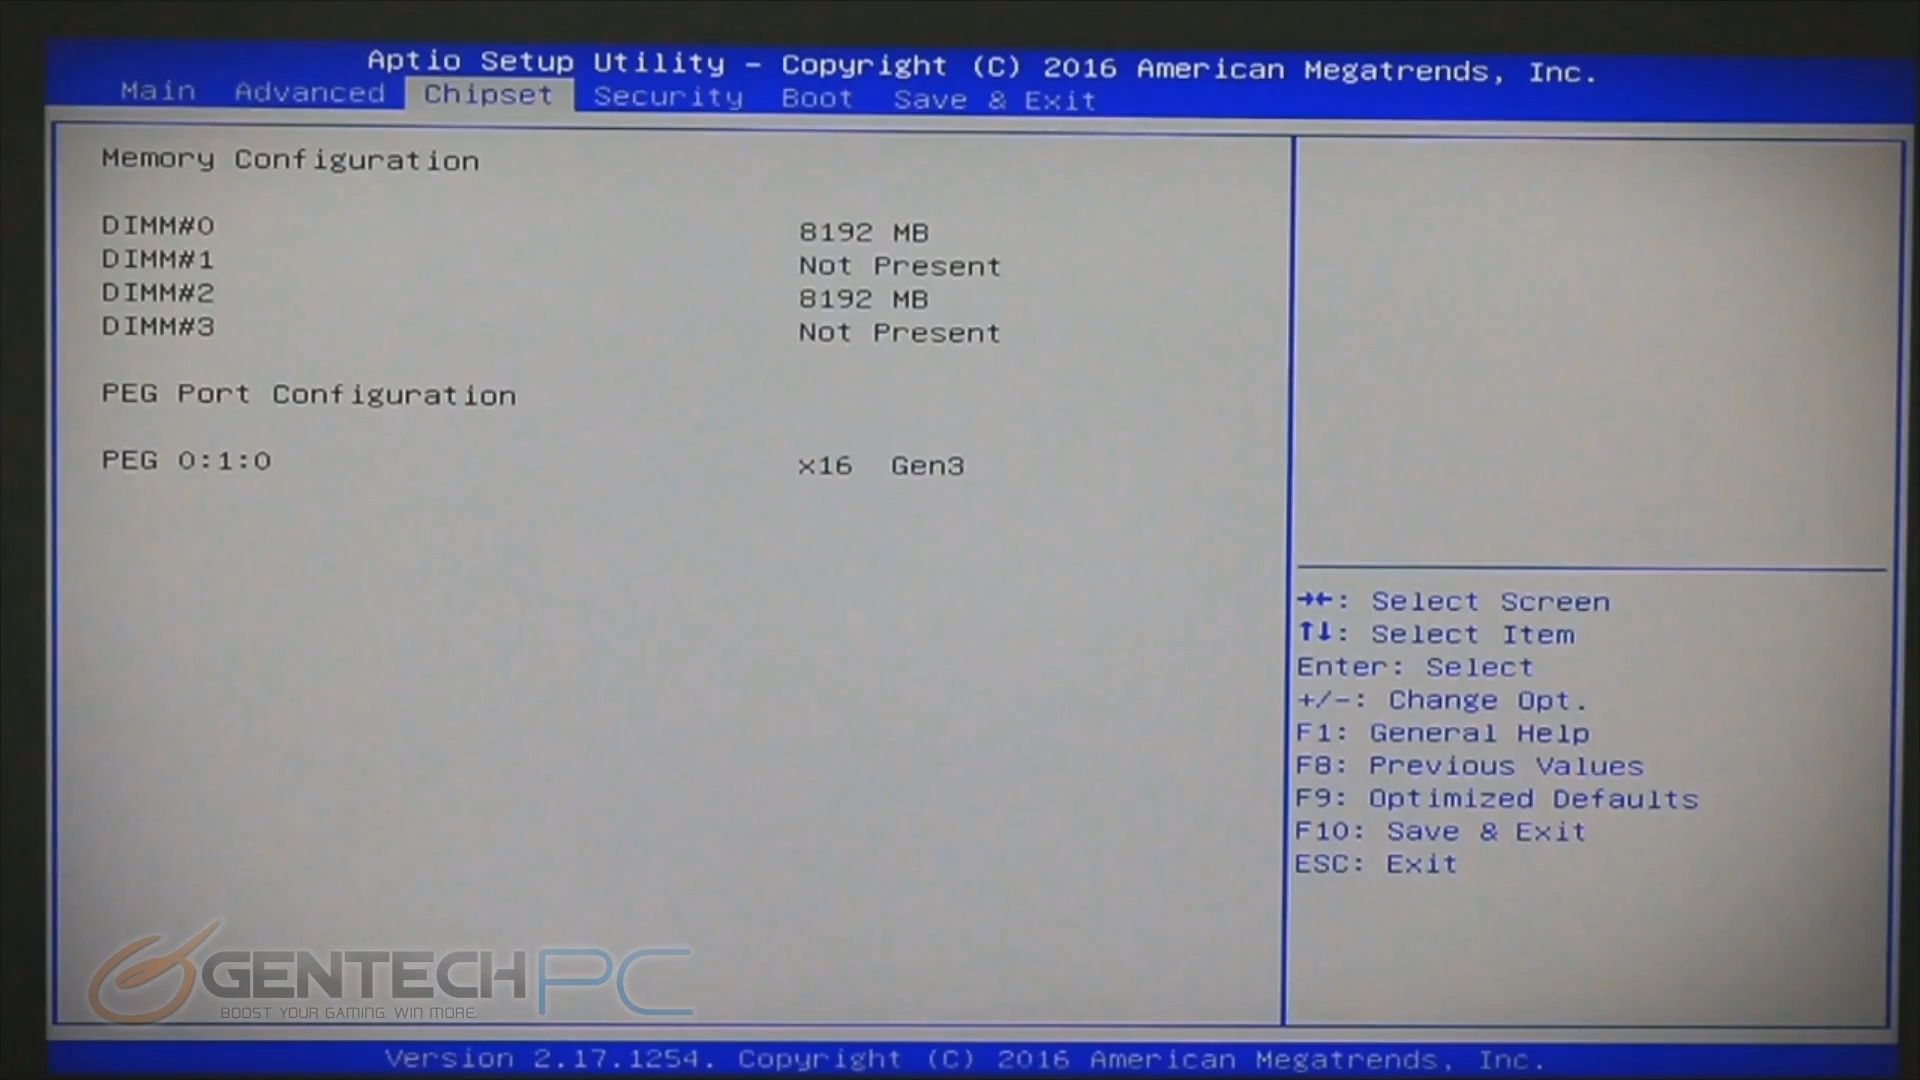 Aptio Setup Utility - Copyright (C) 2016 American Megatrends, Inc.
Main Advanced Chipset Security Boot Save & Exit
Memory Configuration
DIMM#0 8192 MB
DIMM#1 Not Present
DIMM#2 8192 MB
DIMM#3 Not Present
PEG Port Configuration
PEG 0:1:0 x16 Gen3
→←: Select Screen
↑↓: Select Item
Enter: Select
+/-: Change Opt.
F1: General Help
F8: Previous Values
F9: Optimized Defaults
F10: Save & Exit
ESC: Exit
GENTECH PC
BOOST YOUR GAMING. WIN MORE.
Version 2.17.1254. Copyright (C) 2016 American Megatrends, Inc.